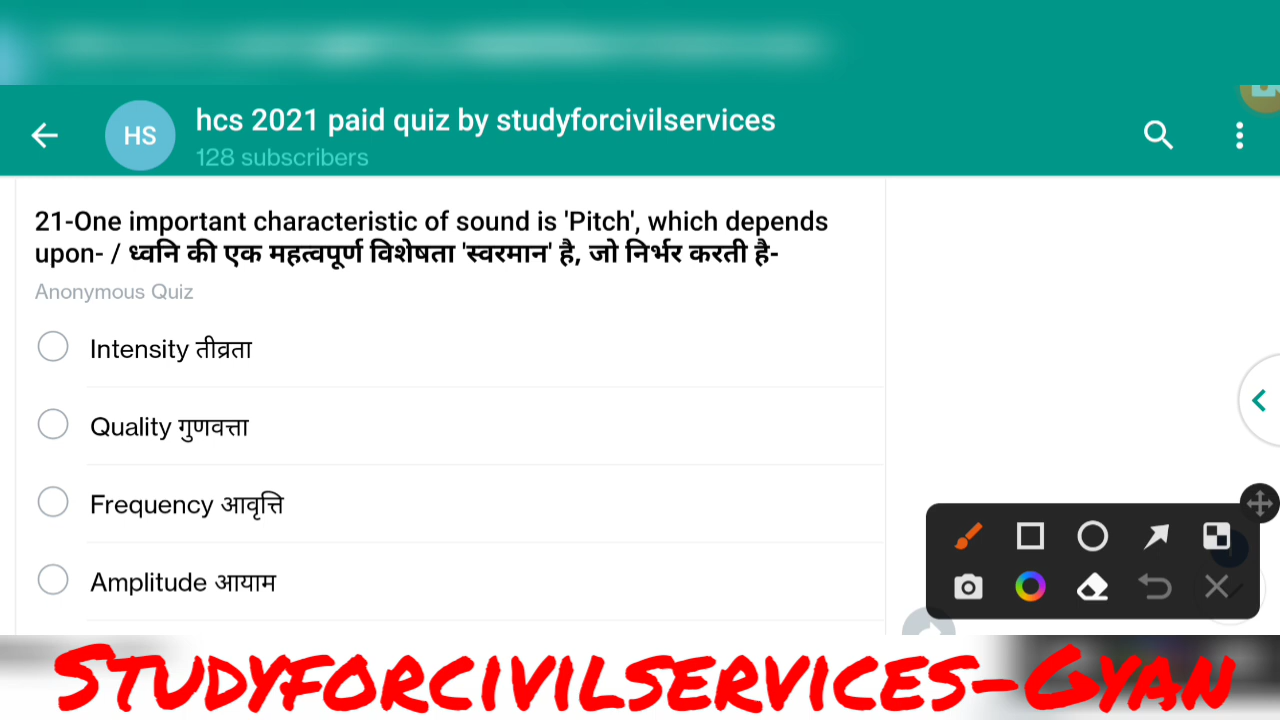 HS
hcs 2021 paid quiz by studyforcivilservices
128 subscribers
21-One important characteristic of sound is 'Pitch', which depends
upon- / ध्वनि की एक महत्वपूर्ण विशेषता 'स्वरमान' है, जो निर्भर करती है-
Anonymous Quiz
Intensity तीव्रता
Quality गुणवत्ता
Frequency आवृत्ति
Amplitude आयाम
STUDYFORCIVILSERVICES-GYAN